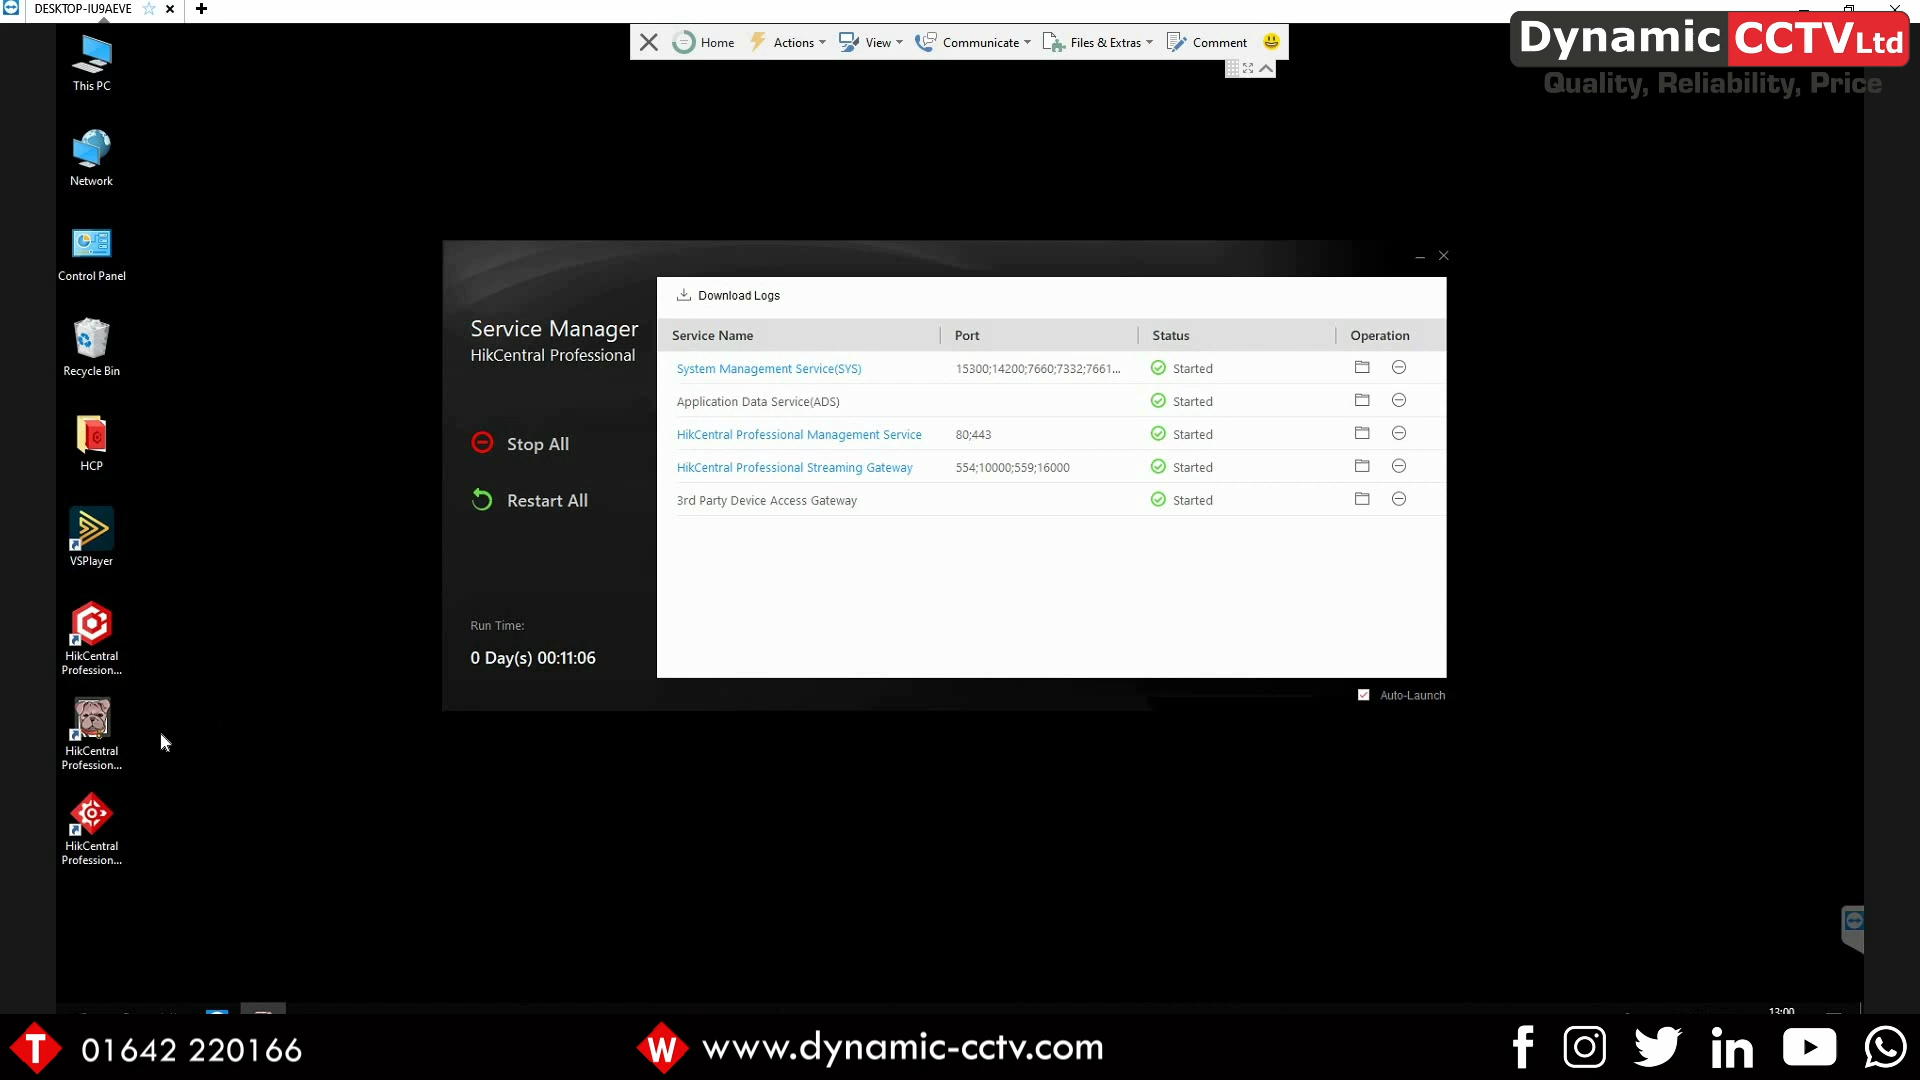 DESKTOP-IU9AEVE
Home
Actions
View
Communicate
Files & Extras
Comment
Dynamic CCTV Ltd
Quality, Reliability, Price
This PC
Network
Control Panel
Recycle Bin
HCP
VSPlayer
HikCentral
Profession...
HikCentral
Profession...
HikCentral
Profession...
Service Manager
HikCentral Professional
Stop All
Restart All
Run Time:
0 Day(s) 00:11:06
Download Logs
Service Name Port Status Operation
System Management Service(SYS) 15300;14200;7660;7332;7661... Started
Application Data Service(ADS) Started
HikCentral Professional Management Service 80;443 Started
HikCentral Professional Streaming Gateway 554;10000;559;16000 Started
3rd Party Device Access Gateway Started
Auto-Launch
13:00
T 01642 220166
W www.dynamic-cctv.com